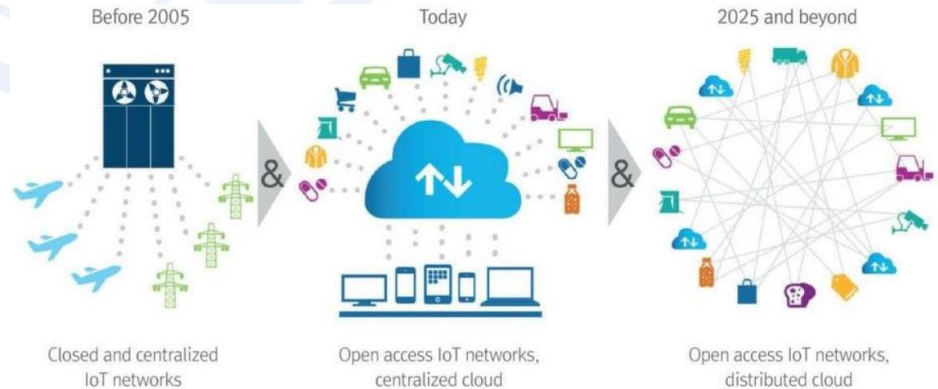 Before 2005
Today
2025 and beyond
&
&
Closed and centralized
IoT networks
Open access IoT networks,
centralized cloud
Open access IoT networks,
distributed cloud